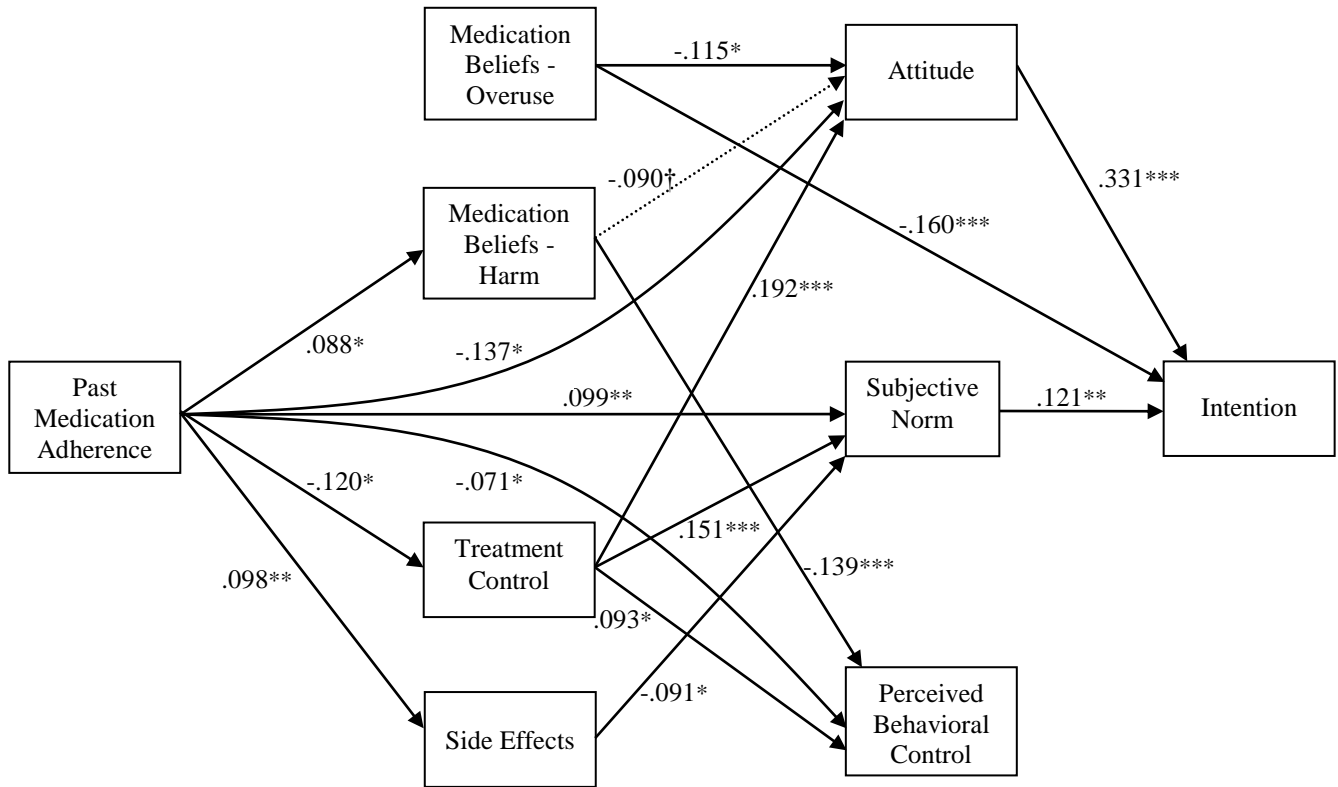 Medication
Beliefs -
Overuse
-.115*
Attitude
-.090†
.331***
Medication
Beliefs -
Harm
-.160***
.192***
.088*
-.137*
Past
Medication
Adherence
.099**
Subjective
Norm
.121**
Intention
-.120*
-.071*
.151***
Treatment
Control
-.139***
.098**
.093*
-.091*
Side Effects
Perceived
Behavioral
Control